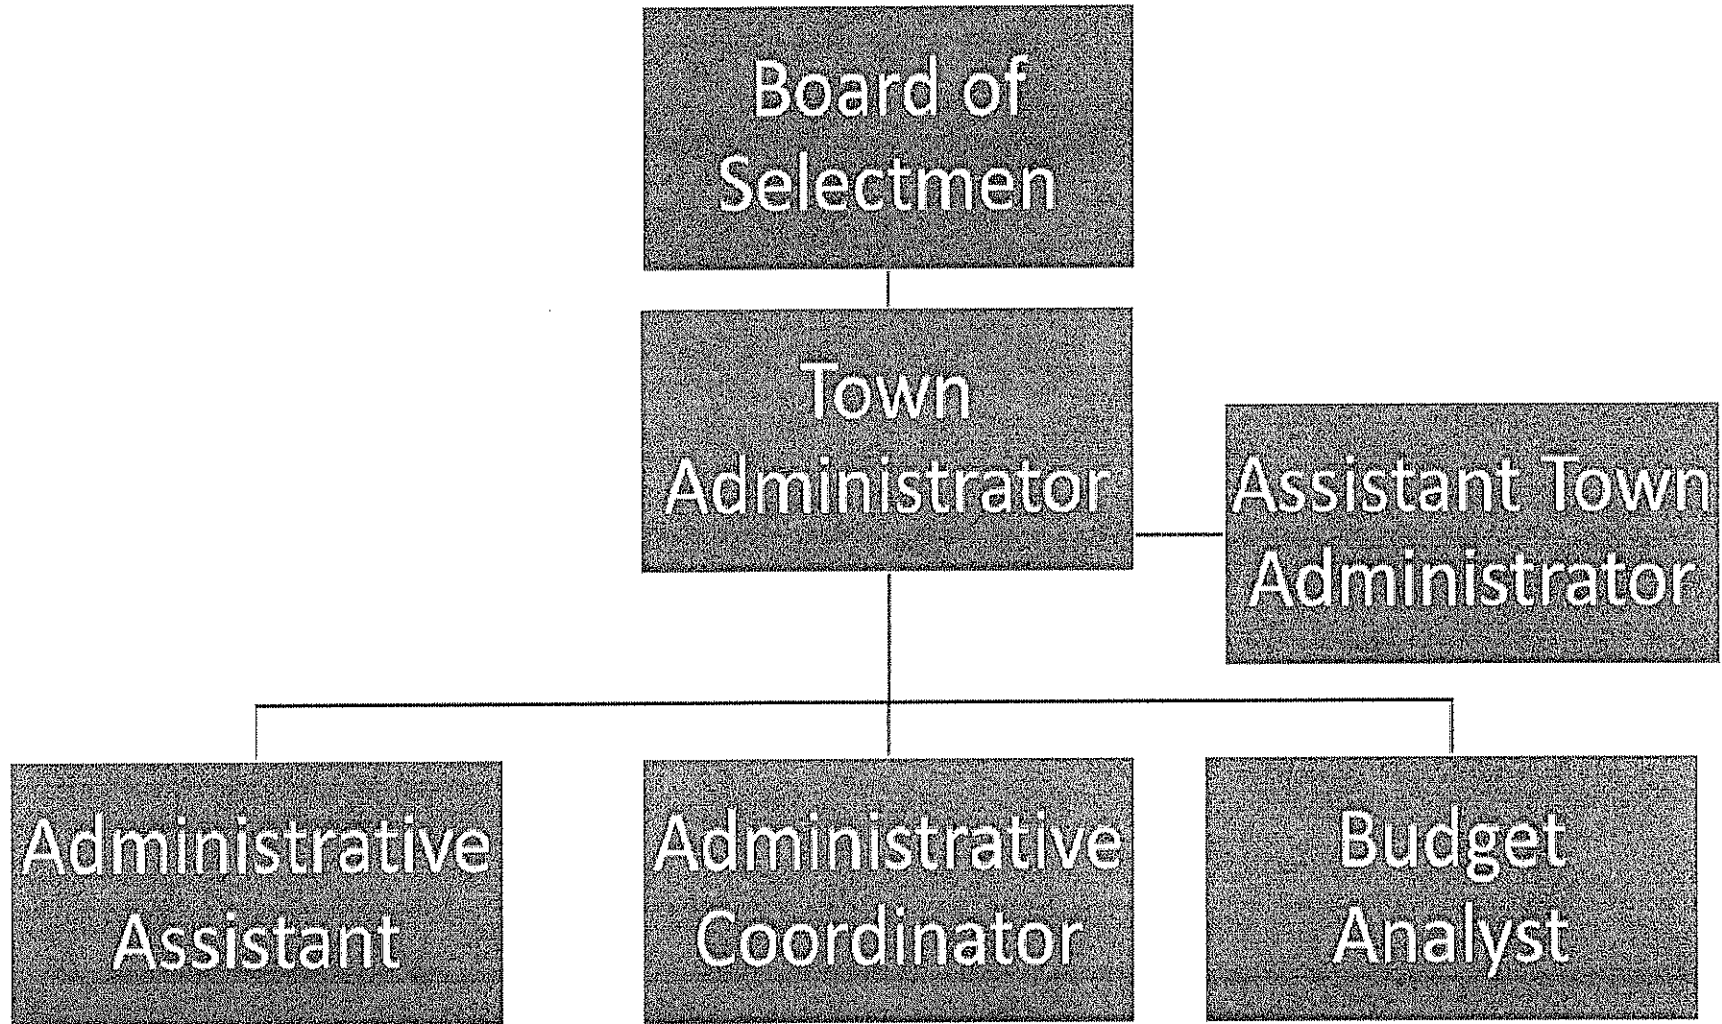 Board of
Selectmen
Town
Administrator
Assistant Town
Administrator
Administrative
Assistant
Administrative
Coordinator
Budget
Analyst